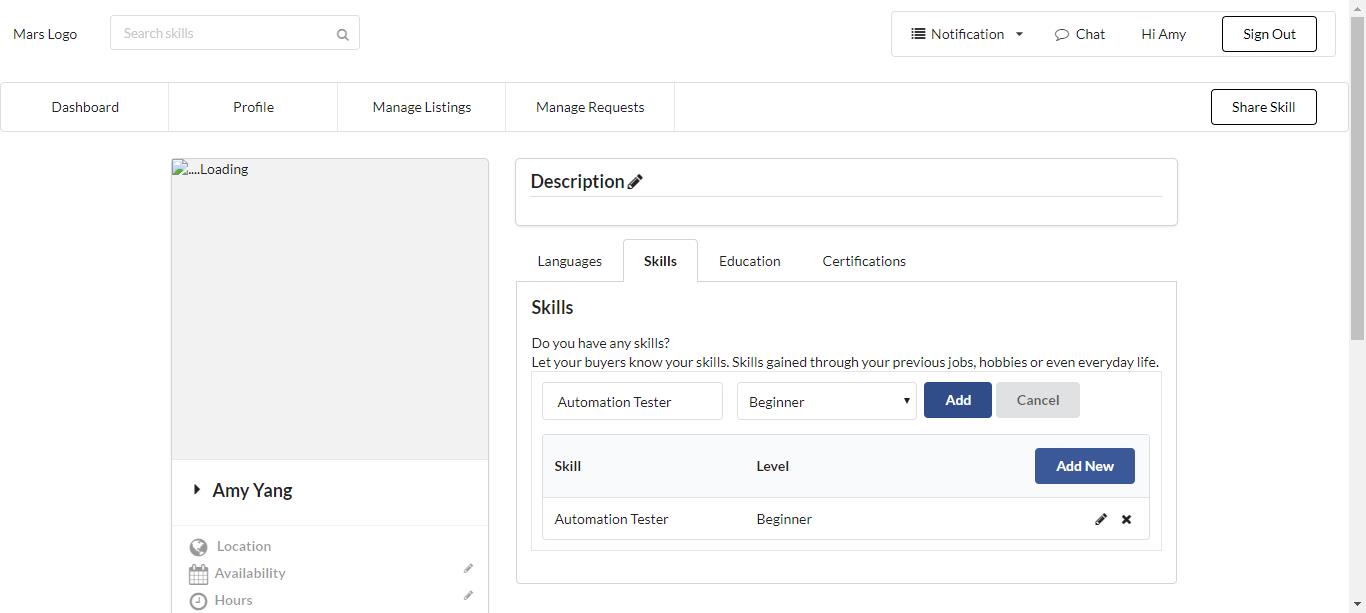 Mars Logo
Search skills
Notification
Chat
Hi Amy
Sign Out
Dashboard
Profile
Manage Listings
Manage Requests
Share Skill
....Loading
Description
Languages
Skills
Education
Certifications
Skills
Do you have any skills?
Let your buyers know your skills. Skills gained through your previous jobs, hobbies or even everyday life.
Automation Tester
Beginner
Add
Cancel
Skill
Level
Add New
Automation Tester
Beginner
Amy Yang
Location
Availability
Hours